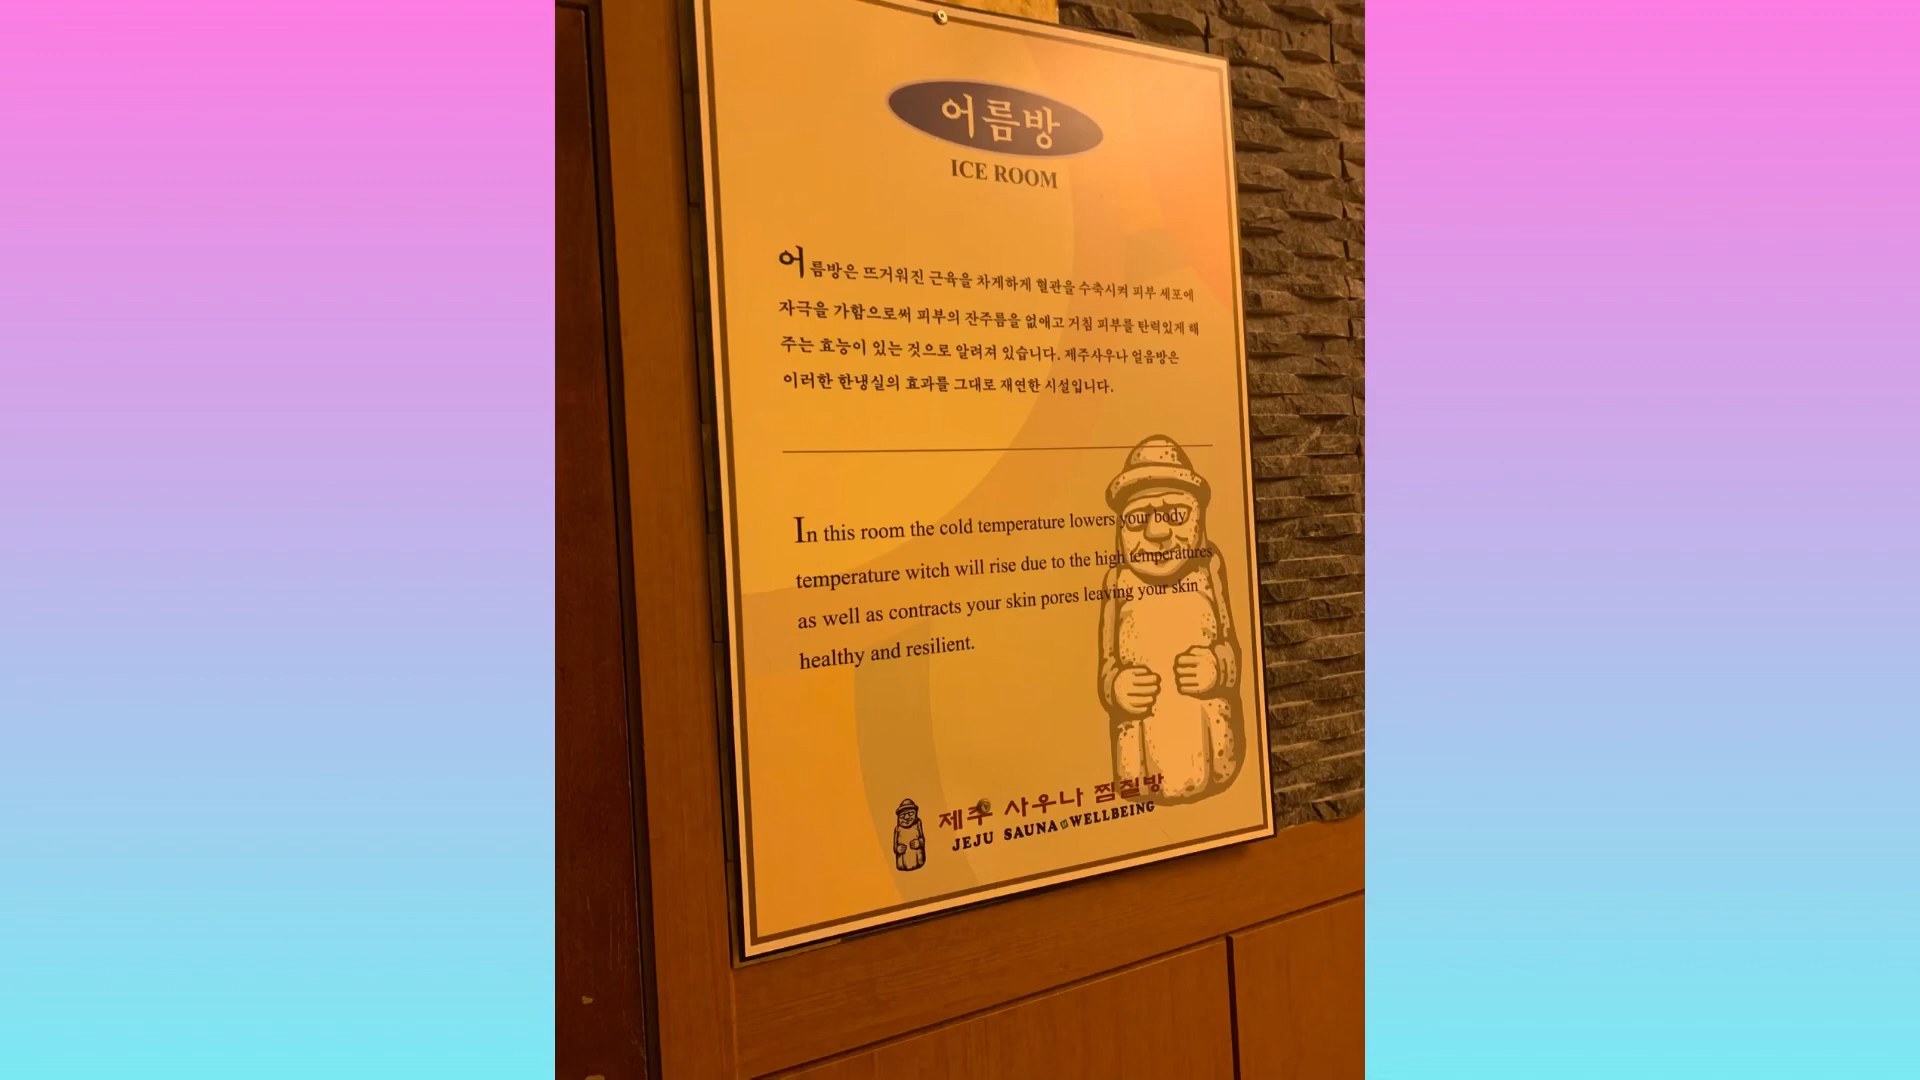 어름방
ICE ROOM
어름방은 뜨거워진 근육을 차게하게 혈관을 수축시켜 피부 세포에
자극을 가함으로써 피부의 잔주름을 없애고 거침 피부를 탄력있게 해
주는 효능이 있는 것으로 알려져 있습니다. 제주사우나 얼음방은
이러한 한냉실의 효과를 그대로 재연한 시설입니다.
In this room the cold temperature lowers your body
temperature witch will rise due to the high temperatures
as well as contracts your skin pores leaving your skin
healthy and resilient.
제주 사우나 찜질방
JEJU SAUNA WELLBEING